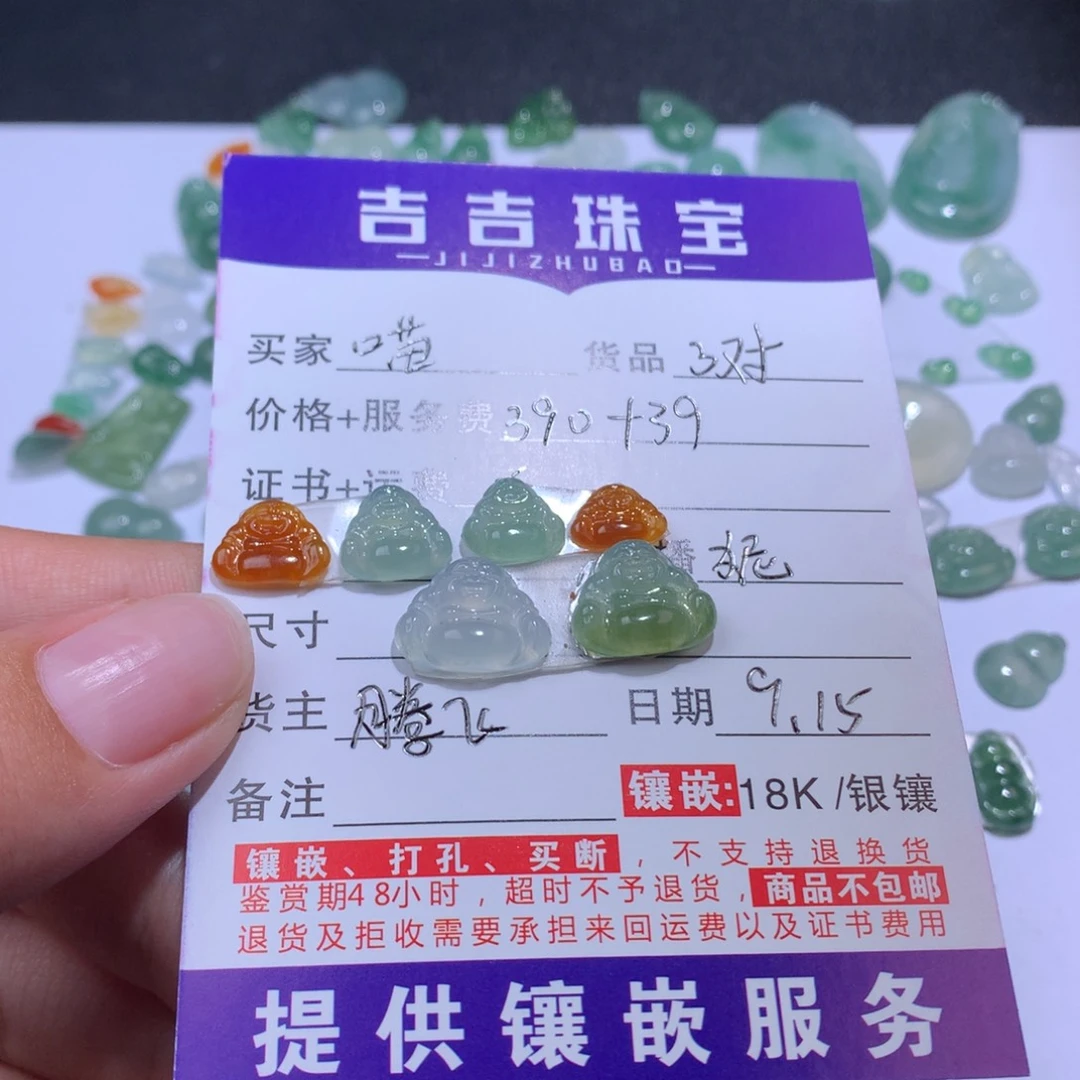 吉吉珠宝
JIJIZHUBAO
买家 喵 货品 3对
价格+服务费 390+39
证书+运费
播 妮
尺寸
货主 腾飞 日期 9.15
备注 镶嵌:18K/银镶
镶嵌、打孔、买断，不支持退换货
鉴赏期48小时，超时不予退货，商品不包邮
退货及拒收需要承担来回运费以及证书费用
提供镶嵌服务